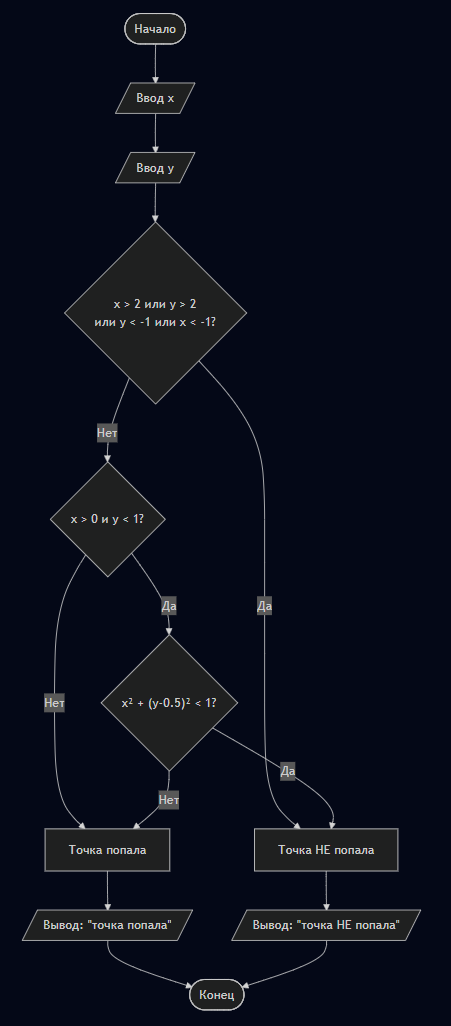 Начало
Ввод x
Ввод y
x > 2 или y > 2
или y < -1 или x < -1?
Нет
x > 0 и y < 1?
Да
Да
x² + (y-0.5)² < 1?
Нет
Да
Нет
Точка попала
Точка НЕ попала
Вывод: "точка попала"
Вывод: "точка НЕ попала"
Конец